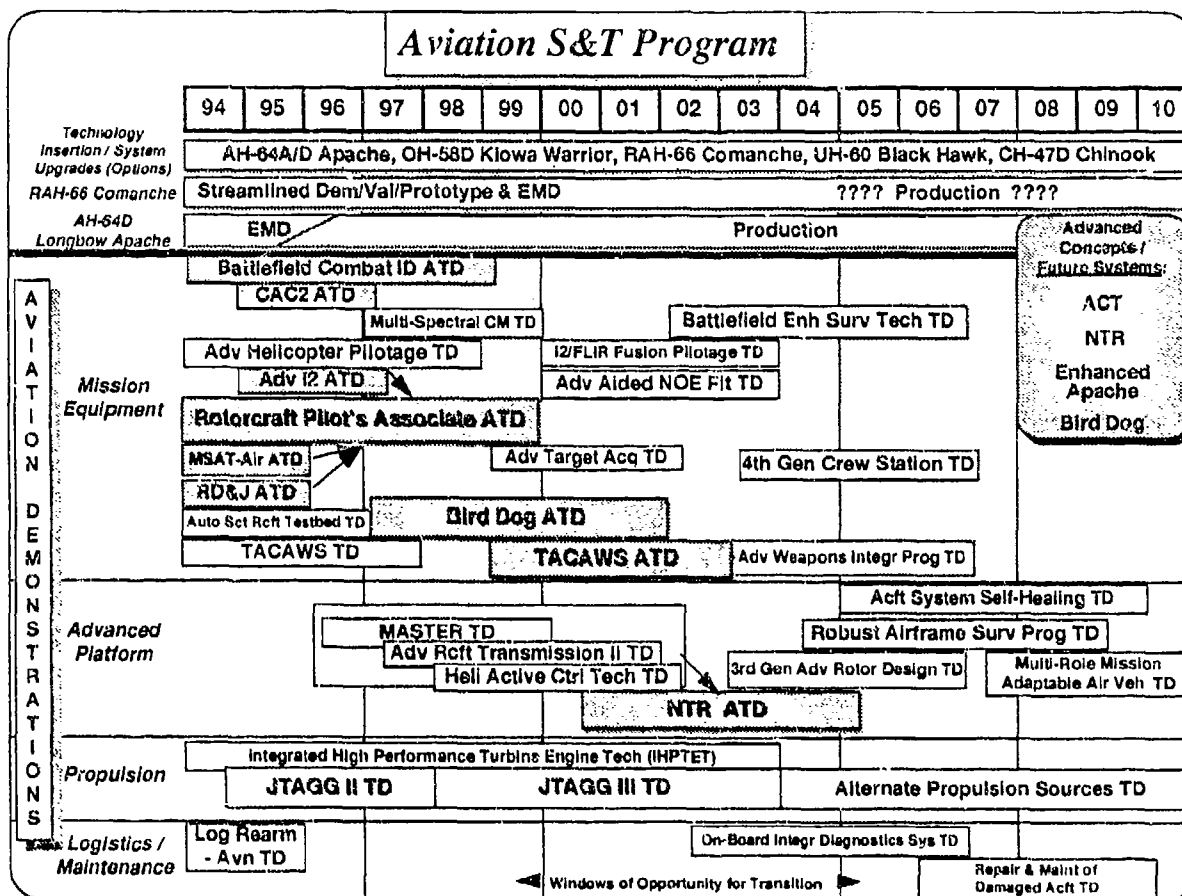 Aviation S&T Program
94 95 96 97 98 99 00 01 02 03 04 05 06 07 08 09 10
Technology
Insertion / System
Upgrades (Options)
AH-64A/D Apache, OH-58D Kiowa Warrior, RAH-66 Comanche, UH-60 Black Hawk, CH-47D Chinook
RAH-66 Comanche
Streamlined Dem/Val/Prototype & EMD
???? Production ????
AH-64D
Longbow Apache
EMD
Production
Advanced
Concepts /
Future Systems:
ACT
NTR
Enhanced
Apache
Bird Dog
AVIATION DEMONSTRATIONS
Mission
Equipment
Battlefield Combat ID ATD
CAC2 ATD
Multi-Spectral CM TD
Battlefield Enh Surv Tech TD
Adv Helicopter Pilotage TD
I2/FLIR Fusion Pilotage TD
Adv I2 ATD
Adv Aided NOE Flt TD
Rotorcraft Pilot's Associate ATD
MSAT-Air ATD
Adv Target Acq TD
4th Gen Crew Station TD
RD&J ATD
Auto Sct Rcft Testbed TD
Bird Dog ATD
TACAWS TD
TACAWS ATD
Adv Weapons Integr Prog TD
Advanced
Platform
Acft System Self-Healing TD
MASTER TD
Robust Airframe Surv Prog TD
Adv Rcft Transmission II TD
3rd Gen Adv Rotor Design TD
Multi-Role Mission
Adaptable Air Veh TD
Heli Active Ctrl Tech TD
NTR ATD
Propulsion
Integrated High Performance Turbine Engine Tech (IHPTET)
JTAGG II TD
JTAGG III TD
Alternate Propulsion Sources TD
Logistics /
Maintenance
Log Rearm
- Avn TD
On-Board Integr Diagnostics Sys TD
Windows of Opportunity for Transition
Repair & Maint of
Damaged Acft TD